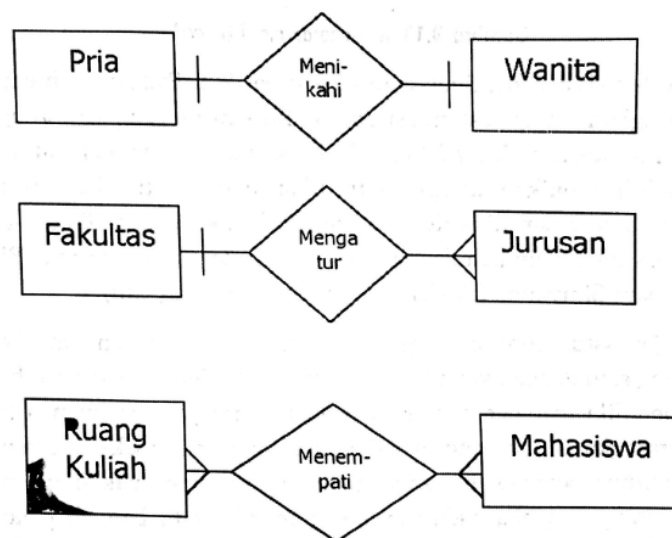 Pria
Meni-
kahi
Wanita
Fakultas
Menga
tur
Jurusan
Ruang
Kuliah
Menem-
pati
Mahasiswa